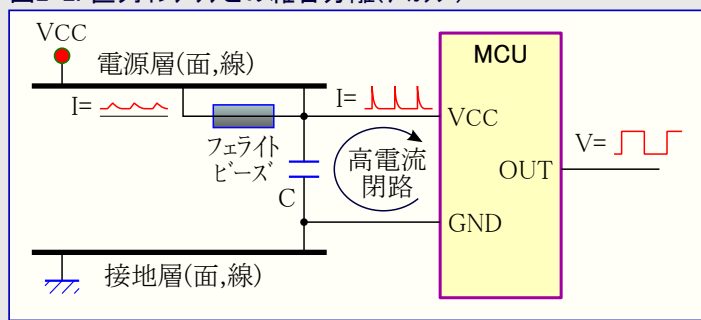 VCC
電源層(面,線)
I=
I=
フェライト
ビーズ
C
高電流
閉路
MCU
VCC
OUT
GND
V=
接地層(面,線)